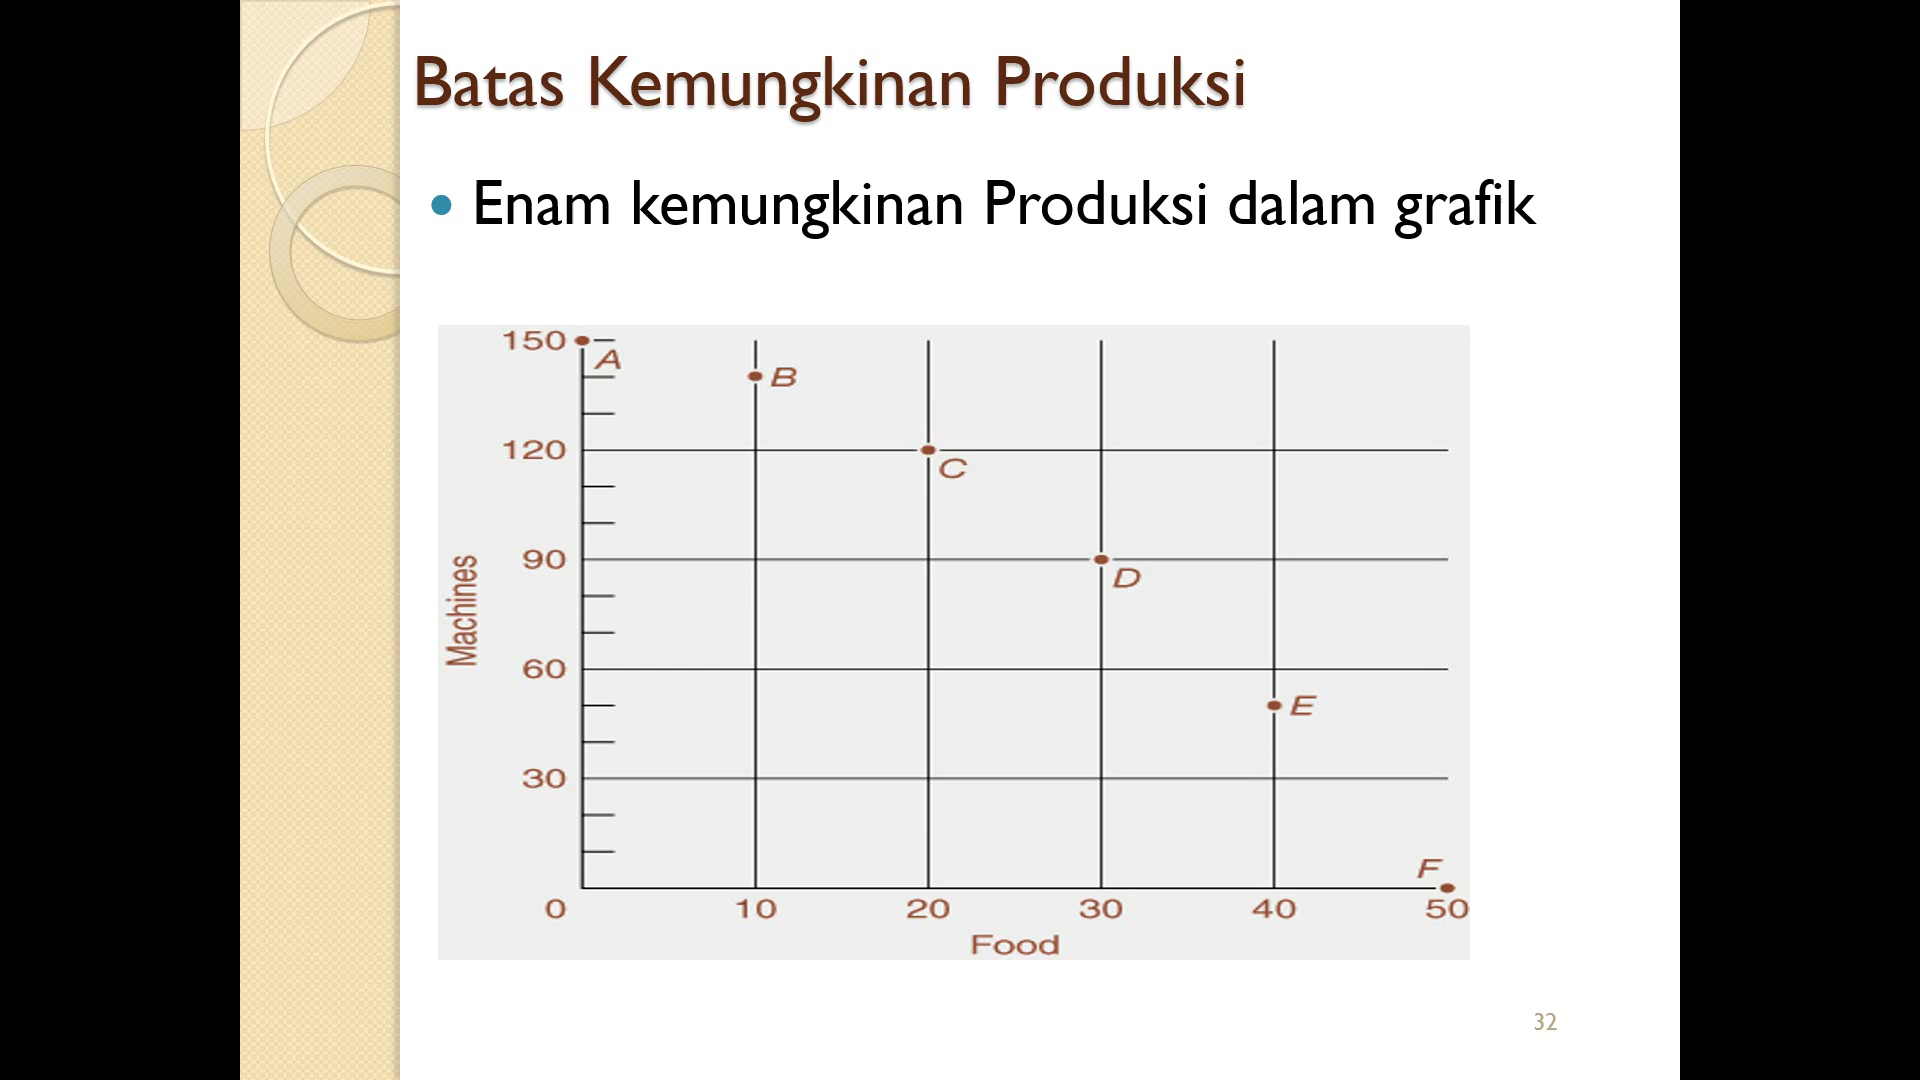 Batas Kemungkinan Produksi
• Enam kemungkinan Produksi dalam grafik
150
A
B
120
C
90
D
Machines
60
E
30
F
0 10 20 30 40 50
Food
32